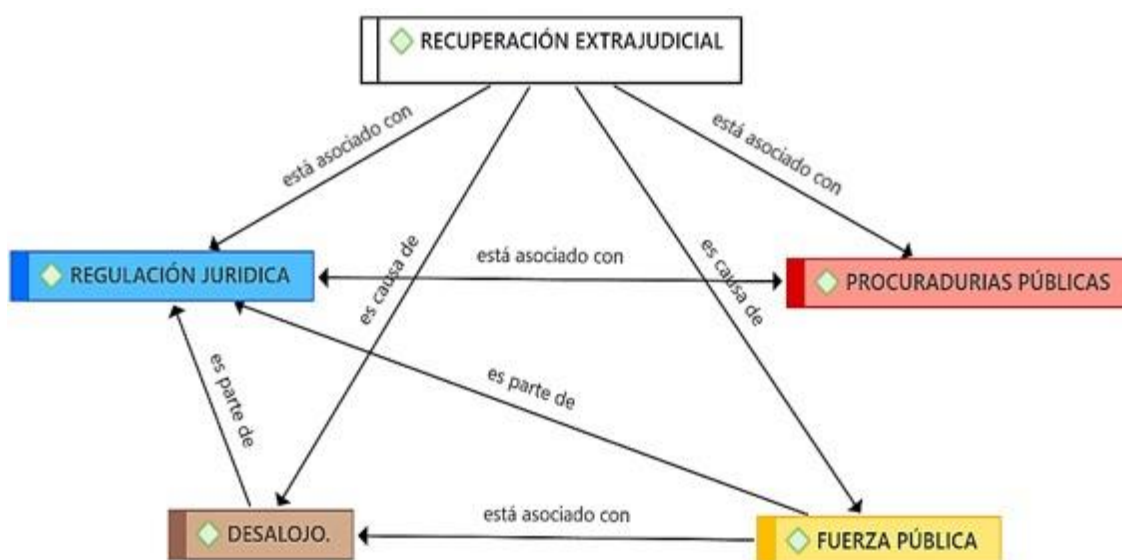 RECUPERACIÓN EXTRAJUDICIAL
está asociado con
está asociado con
REGULACIÓN JURIDICA
está asociado con
PROCURADURIAS PÚBLICAS
es causa de
es causa de
es parte de
es parte de
DESALOJO.
está asociado con
FUERZA PÚBLICA